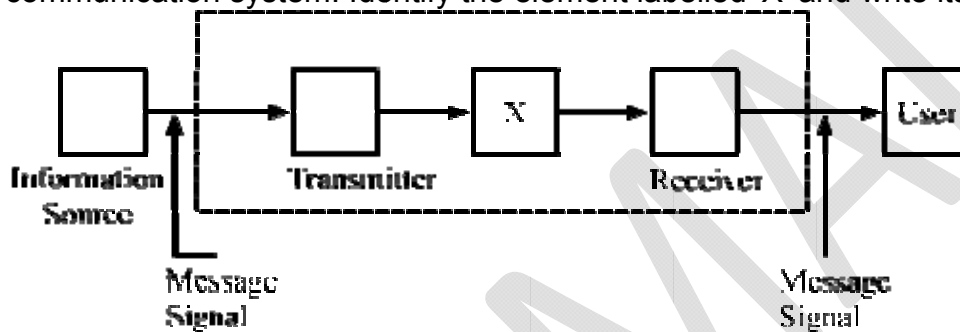 communication system. Identify the element labelled 'X' and write its
X
User
Information
Source
Transmitter
Receiver
Message
Signal
Message
Signal